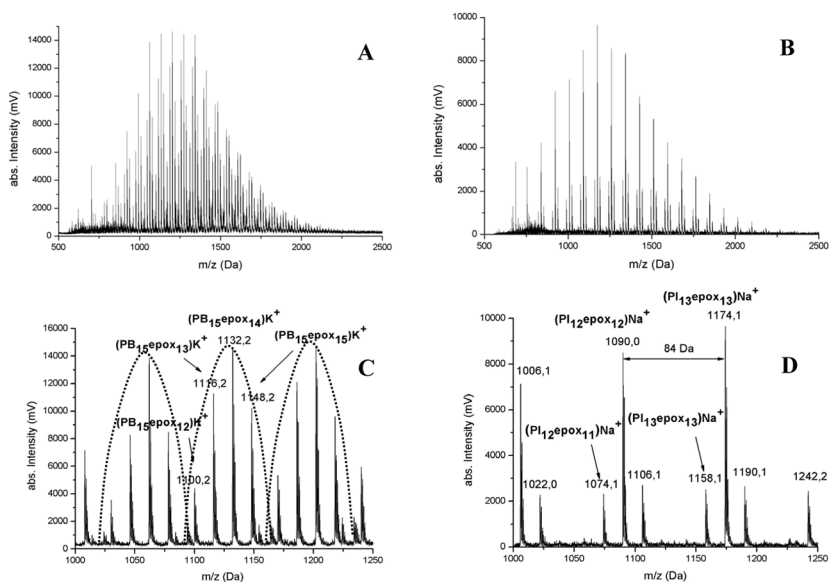 A
abs. Intensity (mV)
14000
12000
10000
8000
6000
4000
2000
0
500 1000 1500 2000 2500
m/z (Da)
B
abs. Intensity (mV)
10000
8000
6000
4000
2000
0
500 1000 1500 2000 2500
m/z (Da)
C
abs. Intensity (mV)
16000
14000
12000
10000
8000
6000
4000
2000
0
(PB15epox14)K+
(PB15epox13)K+
1132,2
(PB15epox15)K+
1116,2
1148,2
(PB15epox12)K+
1100,2
1000 1050 1100 1150 1200 1250
m/z (Da)
D
abs. Intensity (mV)
10000
8000
6000
4000
2000
0
(PI13epox13)Na+
1174,1
(PI12epox12)Na+
1090,0
84 Da
1006,1
(PI12epox11)Na+
(PI13epox13)Na+
1022,0
1074,1
1106,1
1158,1
1190,1
1242,2
1000 1050 1100 1150 1200 1250
m/z (Da)